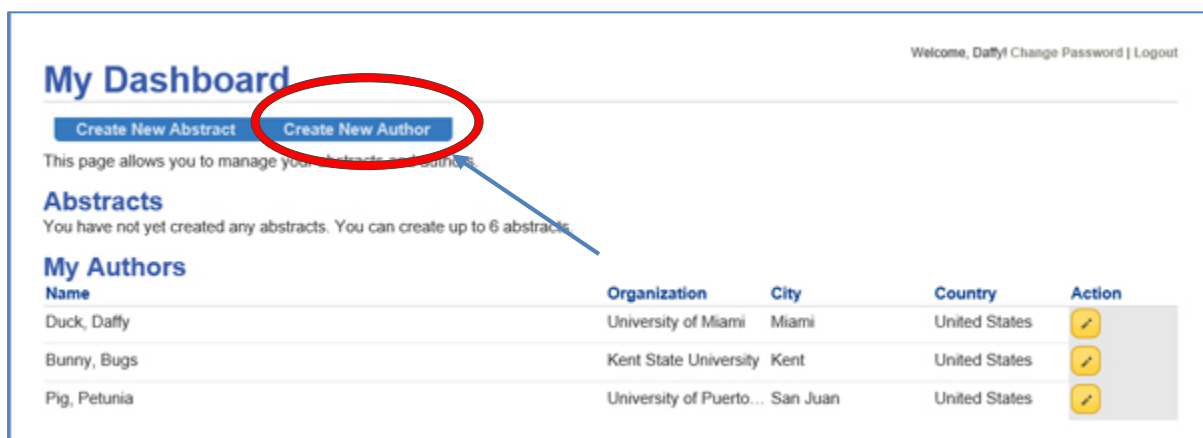 Welcome, Daffy! Change Password | Logout
My Dashboard
Create New Abstract Create New Author
This page allows you to manage your abstracts and authors.
Abstracts
You have not yet created any abstracts. You can create up to 6 abstracts.
My Authors
Name Organization City Country Action
Duck, Daffy University of Miami Miami United States
Bunny, Bugs Kent State University Kent United States
Pig, Petunia University of Puerto... San Juan United States